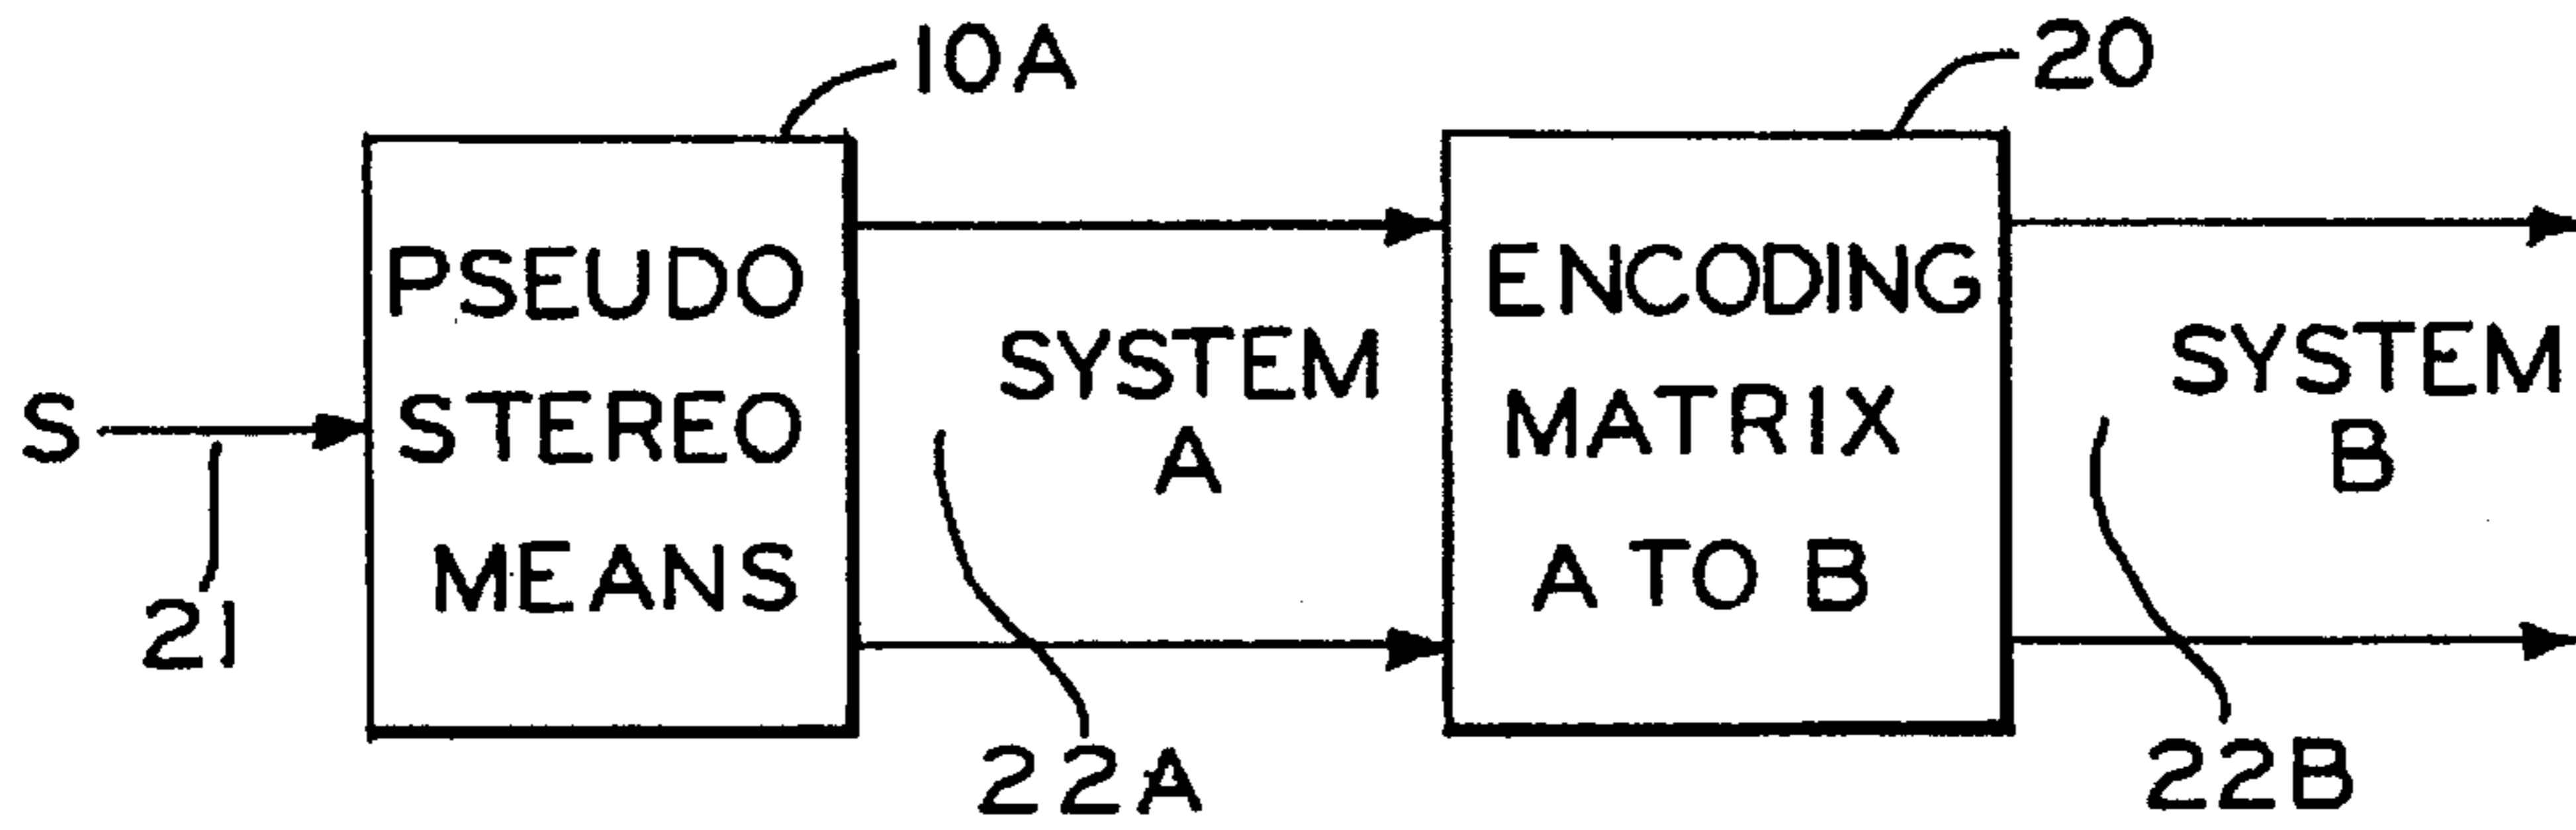 10A
20
PSEUDO
STEREO
MEANS
S
21
SYSTEM
A
22A
ENCODING
MATRIX
A TO B
SYSTEM
B
22B